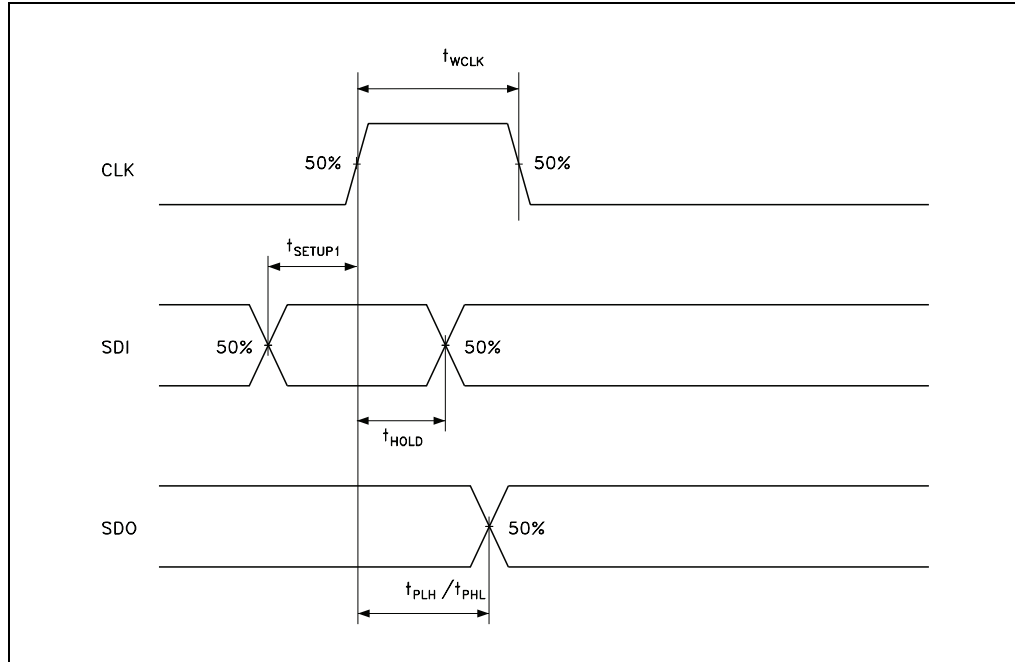 tWCLK
50%
50%
CLK
tSETUP1
50%
50%
SDI
tHOLD
50%
SDO
tPLH /tPHL